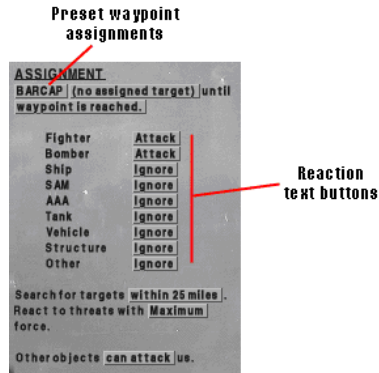 Preset waypoint
assignments
ASSIGNMENT
BARCAP (no assigned target) until
waypoint is reached.
Fighter Attack
Bomber Attack
Ship Ignore
SAM Ignore
AAA Ignore
Tank Ignore
Vehicle Ignore
Structure Ignore
Other Ignore
Reaction
text buttons
Search for targets within 25 miles .
React to threats with Maximum
force.
Other objects can attack us.